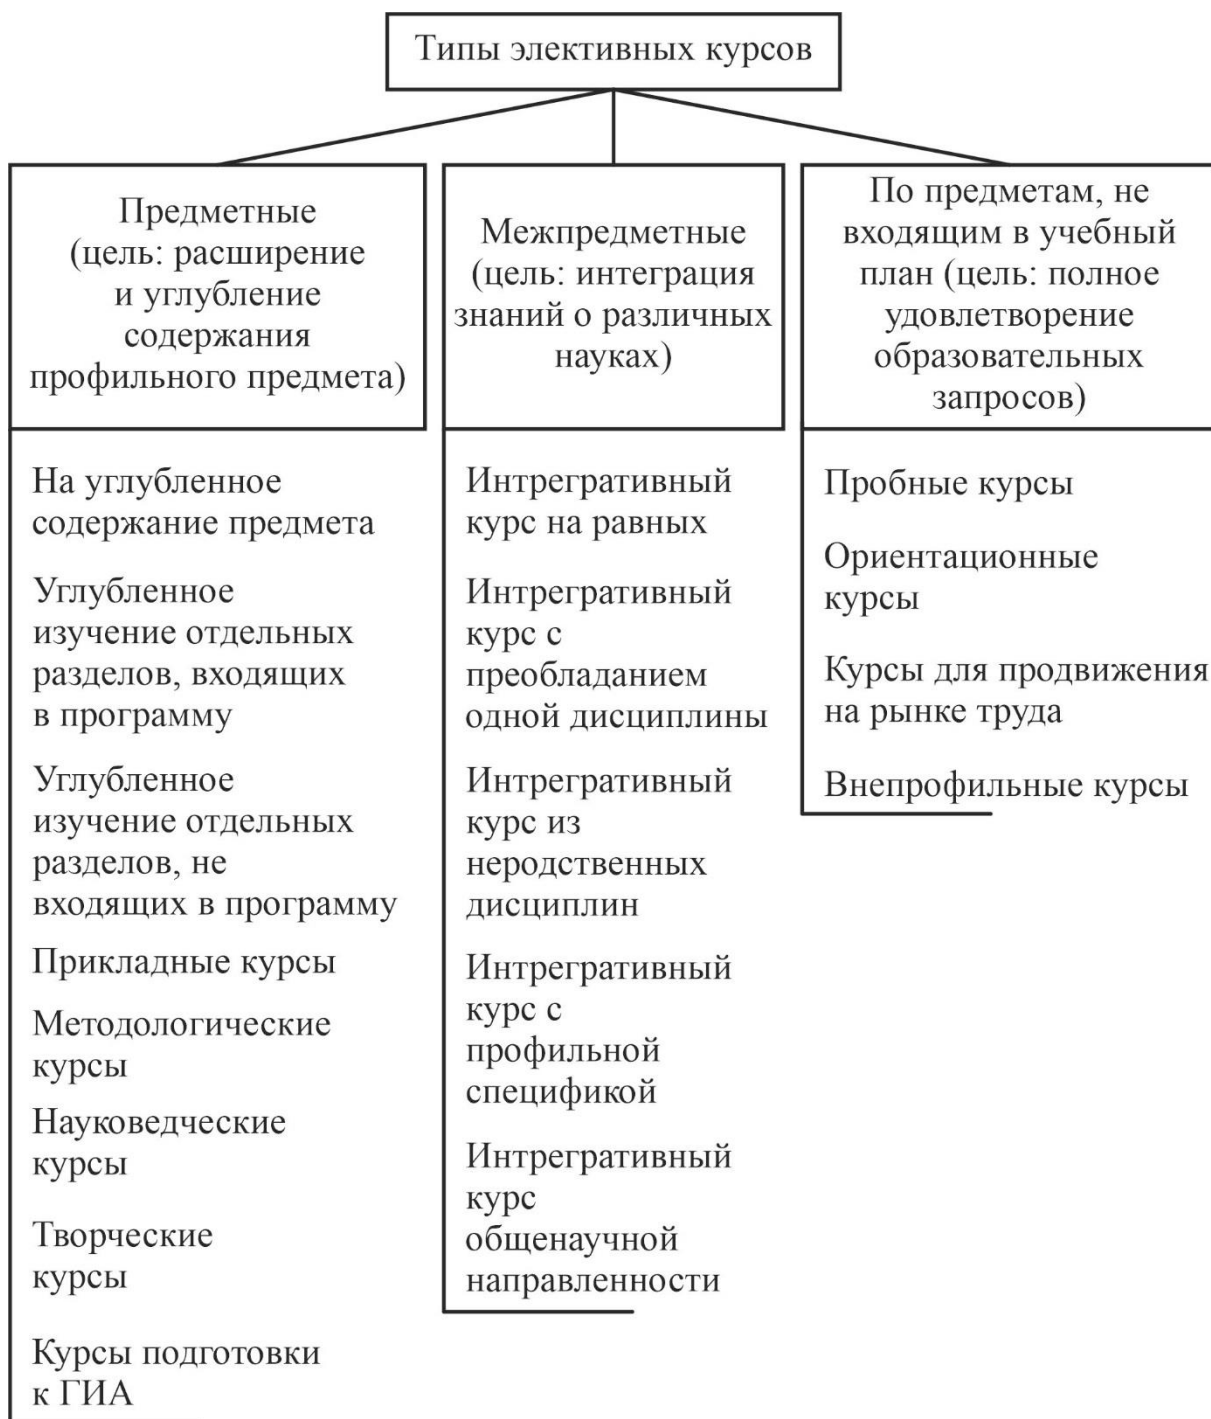 Типы элективных курсов
Предметные
(цель: расширение
и углубление
содержания
профильного предмета)
На углубленное
содержание предмета
Углубленное
изучение отдельных
разделов, входящих
в программу
Углубленное
изучение отдельных
разделов, не
входящих в программу
Прикладные курсы
Методологические
курсы
Науковедческие
курсы
Творческие
курсы
Курсы подготовки
к ГИА
Межпредметные
(цель: интеграция
знаний о различных
науках)
Интрегративный
курс на равных
Интрегративный
курс с
преобладанием
одной дисциплины
Интрегративный
курс из
неродственных
дисциплин
Интрегративный
курс с
профильной
спецификой
Интрегративный
курс
общенаучной
направленности
По предметам, не
входящим в учебный
план (цель: полное
удовлетворение
образовательных
запросов)
Пробные курсы
Ориентационные
курсы
Курсы для продвижения
на рынке труда
Внепрофильные курсы